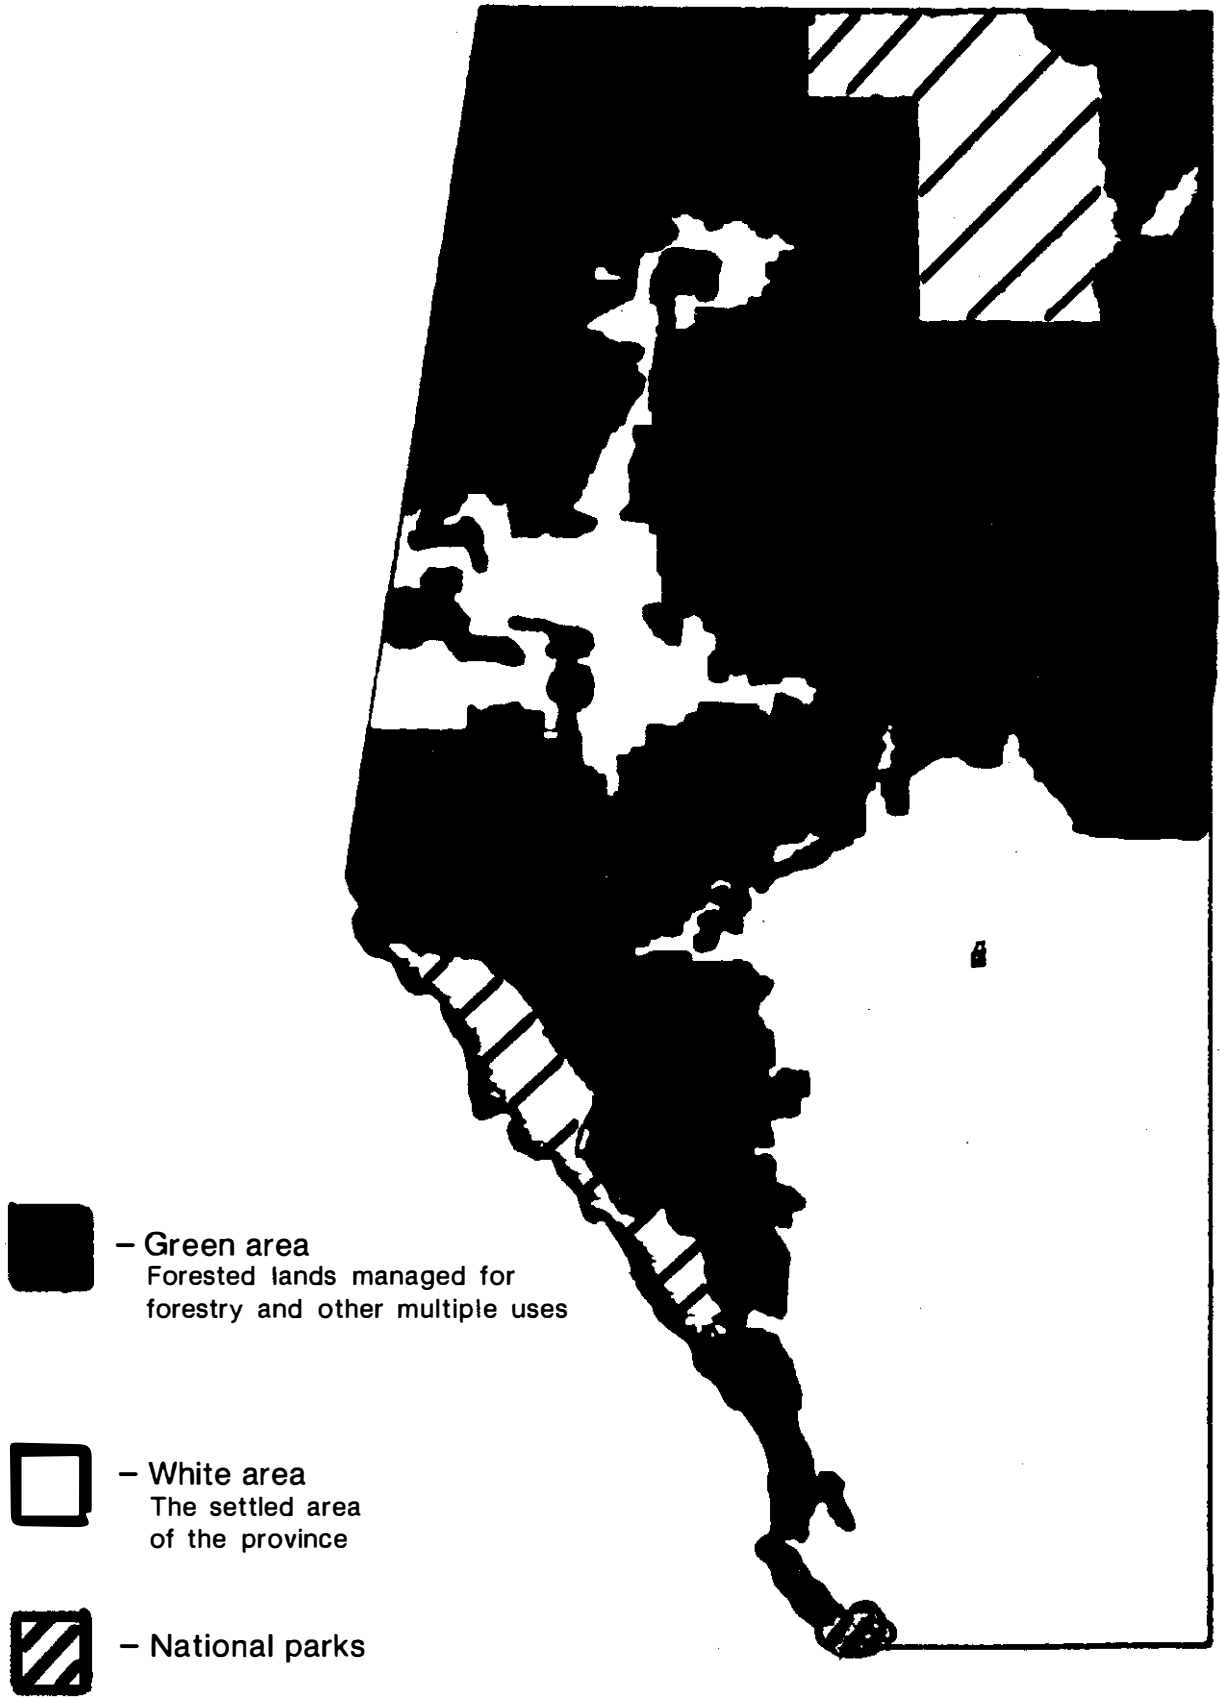 – Green area
Forested lands managed for
forestry and other multiple uses
– White area
The settled area
of the province
– National parks